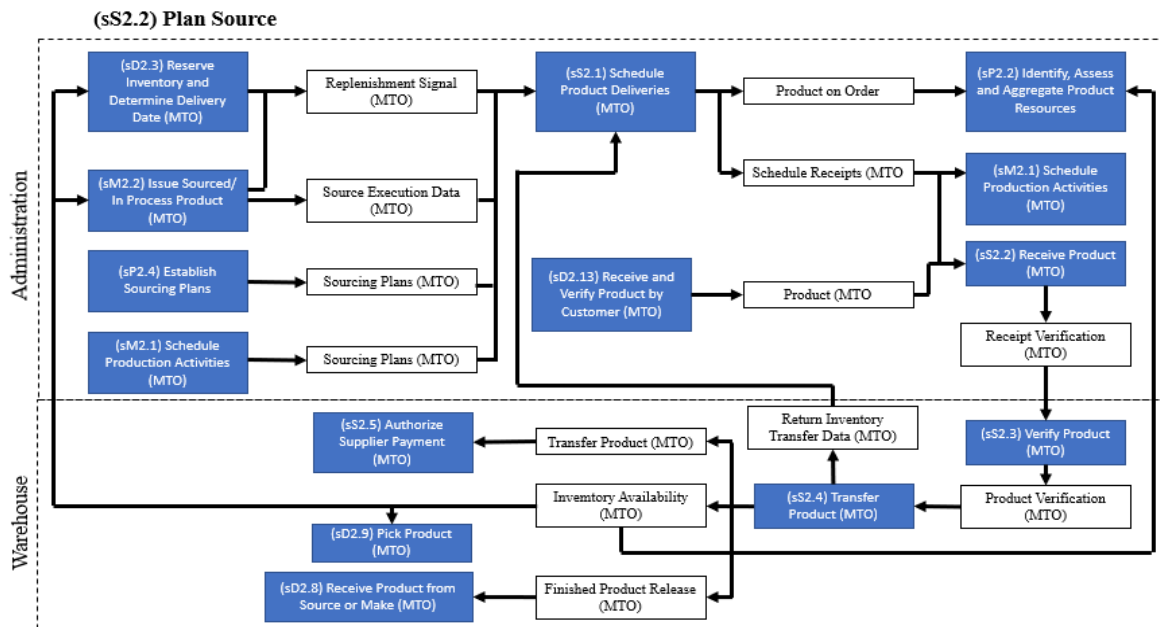 (sS2.2) Plan Source
Administration
(sD2.3) Reserve
Inventory and
Determine Delivery
Date (MTO)
Replenishment Signal
(MTO)
(sS2.1) Schedule
Product Deliveries
(MTO)
Product on Order
(sP2.2) Identify, Assess
and Aggregate Product
Resources
(sM2.2) Issue Sourced/
In Process Product
(MTO)
Source Execution Data
(MTO)
Schedule Receipts (MTO
(sM2.1) Schedule
Production Activities
(MTO)
(sP2.4) Establish
Sourcing Plans
Sourcing Plans (MTO)
(sD2.13) Receive and
Verify Product by
Customer (MTO)
Product (MTO
(sS2.2) Receive Product
(MTO)
(sM2.1) Schedule
Production Activities
(MTO)
Sourcing Plans (MTO)
Receipt Verification
(MTO)
Warehouse
(sS2.5) Authorize
Supplier Payment
(MTO)
Transfer Product (MTO)
Return Inventory
Transfer Data (MTO)
(sS2.3) Verify Product
(MTO)
Invemtory Availability
(MTO)
(sS2.4) Transfer
Product (MTO)
Product Verification
(MTO)
(sD2.9) Pick Product
(MTO)
(sD2.8) Receive Product from
Source or Make (MTO)
Finished Product Release
(MTO)